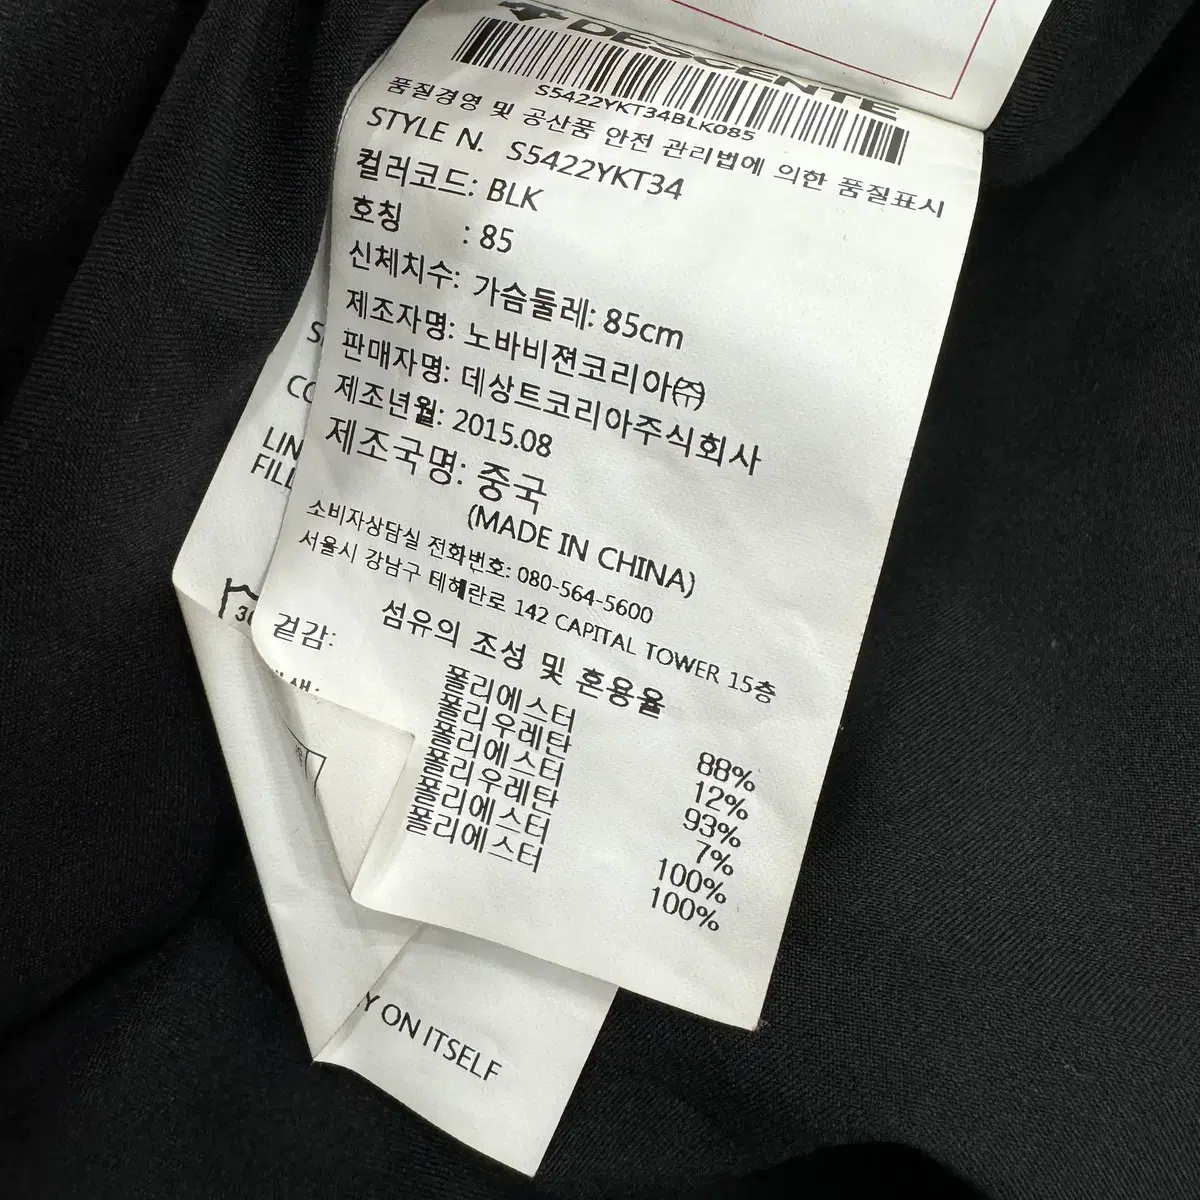 DESCENTE
S5422YKT34BLK085
품질경영 및 공산품 안전 관리법에 의한 품질표시
STYLE N. S5422YKT34
컬러코드: BLK
호칭 : 85
신체치수: 가슴둘레: 85cm
제조자명: 노바비젼코리아㈜
판매자명: 데상트코리아주식회사
제조년월: 2015.08
제조국명: 중국
(MADE IN CHINA)
소비자상담실 전화번호: 080-564-5600
서울시 강남구 테헤란로 142 CAPITAL TOWER 15층
섬유의 조성 및 혼용율
겉감: 폴리에스터 88%
폴리우레탄 12%
폴리에스터 93%
폴리우레탄 7%
폴리에스터 100%
폴리에스터 100%
LIN
FILL
ON ITSELF